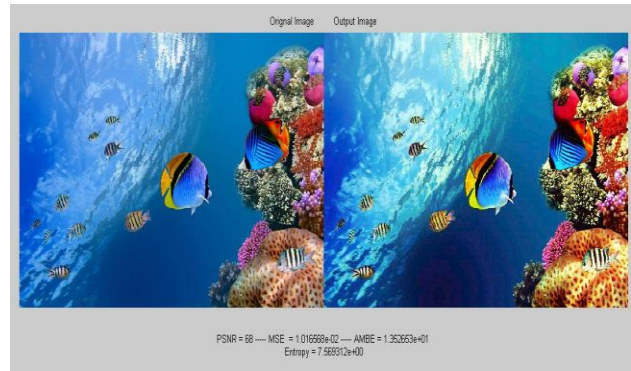 Orignal Image Output Image
PSNR = 68 ---- MSE = 1.016568e-02 ---- AMBE = 1.352653e+01
Entropy = 7.569312e+00